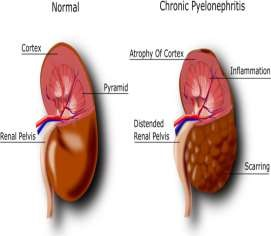 Normal
Chronic Pyelonephritis
Cortex
Pyramid
Renal Pelvis
Atrophy Of Cortex
Inflammation
Distended
Renal Pelvis
Scarring